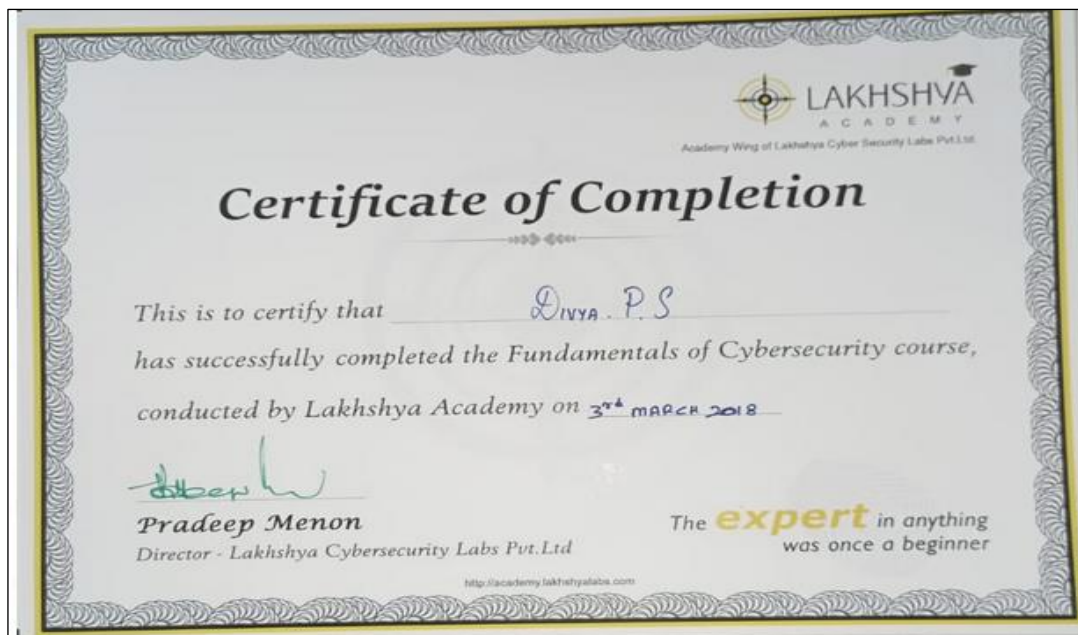 LAKHSHYA
ACADEMY
Academy Wing of Lakhshya Cyber Security Labs Pvt.Ltd.
Certificate of Completion
This is to certify that DIVYA. P.S
has successfully completed the Fundamentals of Cybersecurity course,
conducted by Lakhshya Academy on 3rd MARCH 2018
Pradeep Menon
Director - Lakhshya Cybersecurity Labs Pvt.Ltd
The expert in anything
was once a beginner
http://academy.lakhshyalabs.com